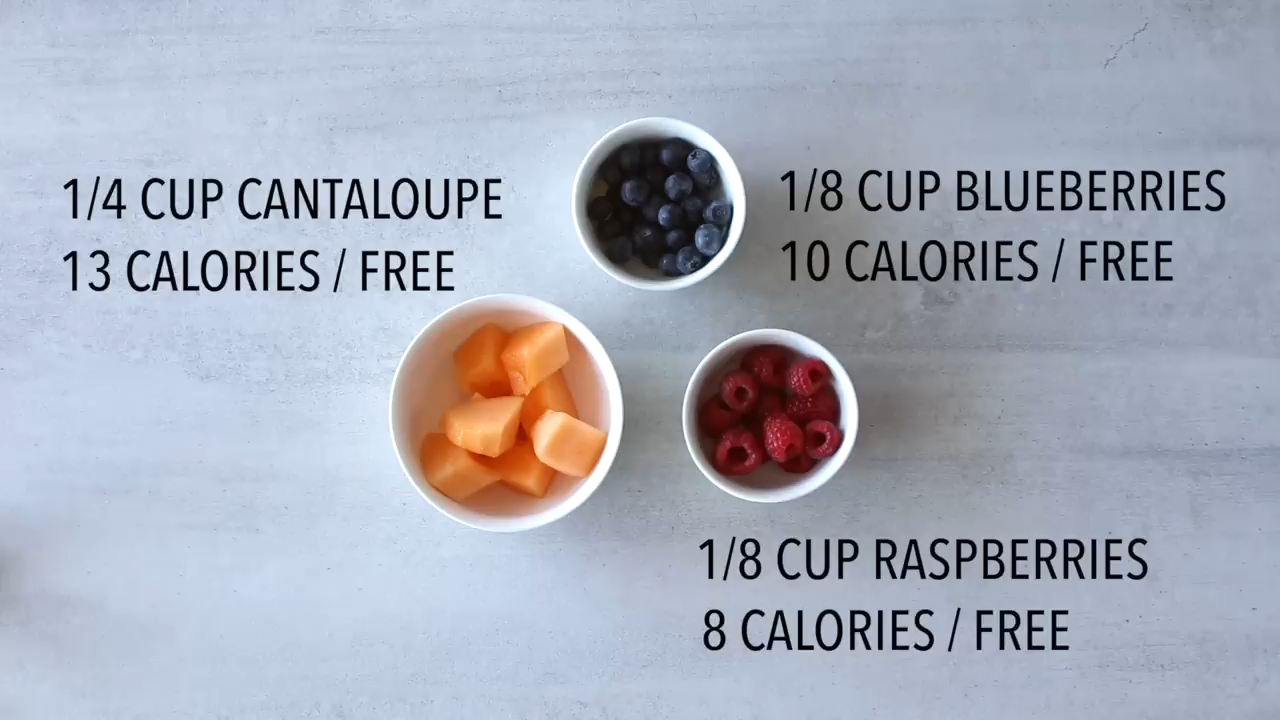 1/4 CUP CANTALOUPE
13 CALORIES / FREE
1/8 CUP BLUEBERRIES
10 CALORIES / FREE
1/8 CUP RASPBERRIES
8 CALORIES / FREE